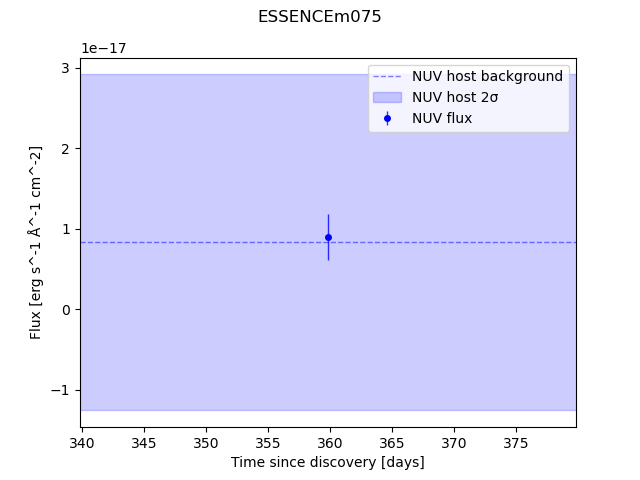 ESSENCEm075
1e−17
NUV host background
NUV host 2σ
NUV flux
3
2
1
0
−1
Flux [erg s^-1 Å^-1 cm^-2]
340 345 350 355 360 365 370 375
Time since discovery [days]